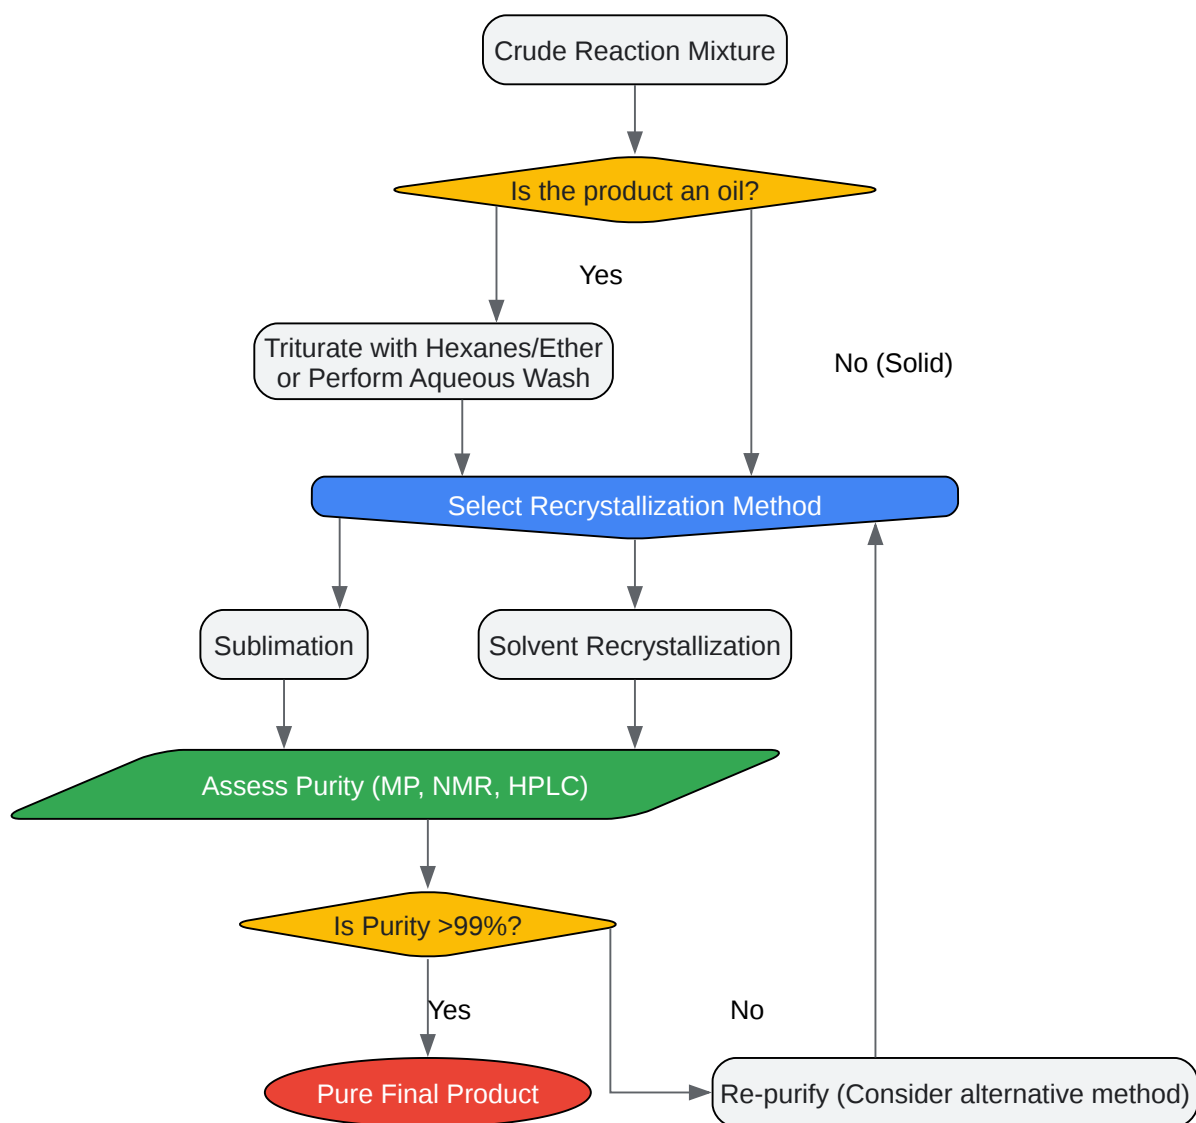 Crude Reaction Mixture
Is the product an oil?
Yes
Triturate with Hexanes/Ether
or Perform Aqueous Wash
No (Solid)
Select Recrystallization Method
Sublimation
Solvent Recrystallization
Assess Purity (MP, NMR, HPLC)
Is Purity >99%?
Yes
No
Pure Final Product
Re-purify (Consider alternative method)